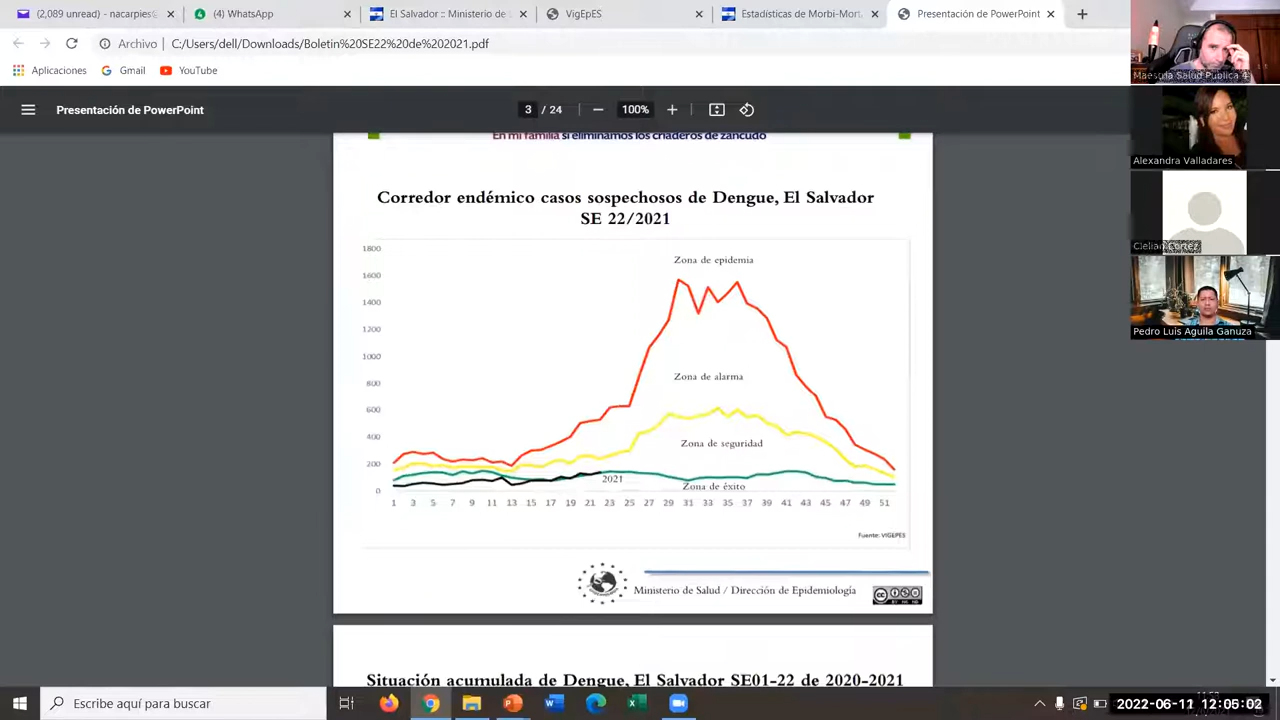 2,089 unread
(4) WhatsApp
El Salvador :: Ministerio de
VigEpES
Estadísticas de Morbi-Mort
Presentación de PowerPoint
Archivo
C:/Users/dell/Downloads/Boletin%20SE22%20de%202021.pdf
Aplicaciones
Gmail
YouTube
Presentación de PowerPoint
3 / 24
100%
En mi familia si eliminamos los criaderos de zancudo
Corredor endémico casos sospechosos de Dengue, El Salvador
SE 22/2021
1800
1600
1400
1200
1000
800
600
400
200
0
Zona de epidemia
Zona de alarma
Zona de seguridad
2021
Zona de éxito
1 3 5 7 9 11 13 15 17 19 21 23 25 27 29 31 33 35 37 39 41 43 45 47 49 51
Fuente: VIGEPES
Ministerio de Salud / Dirección de Epidemiología
Situación acumulada de Dengue, El Salvador SE01-22 de 2020-2021
Maestria Salud Publica 4
Alexandra Valladares
Clelian Cortez
Pedro Luis Aguila Ganuza
Escribe aquí para buscar
2022-06-11 12:05:02